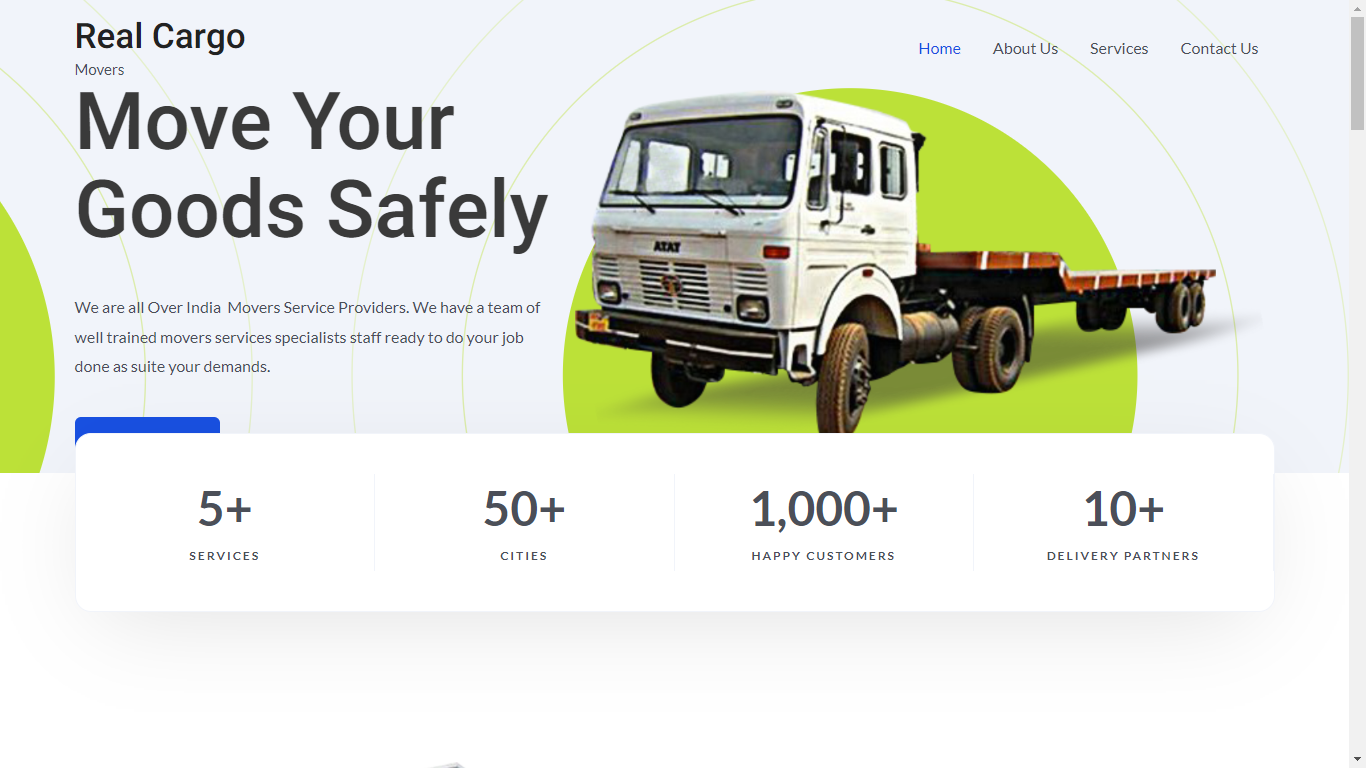 Real Cargo
Movers
Home
About Us
Services
Contact Us
Move Your
Goods Safely
ATAT
We are all Over India  Movers Service Providers. We have a team of
well trained movers services specialists staff ready to do your job
done as suite your demands.
5+
SERVICES
50+
CITIES
1,000+
HAPPY CUSTOMERS
10+
DELIVERY PARTNERS